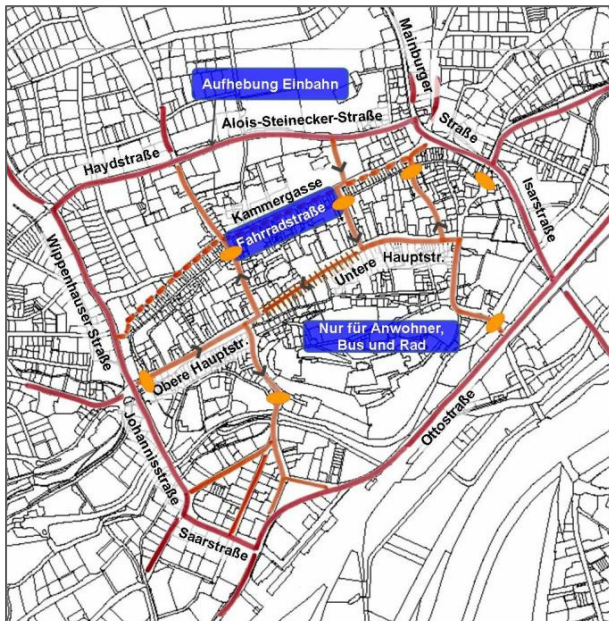 Mainburger
Straße
Aufhebung Einbahn
Alois-Steinecker-Straße
Haydstraße
Kammergasse
Fahrradstraße
Isarstraße
Wippenhauser Straße
Untere Hauptstr.
Nur für Anwohner,
Bus und Rad
Obere Hauptstr.
Ottostraße
Johannisstraße
Saarstraße